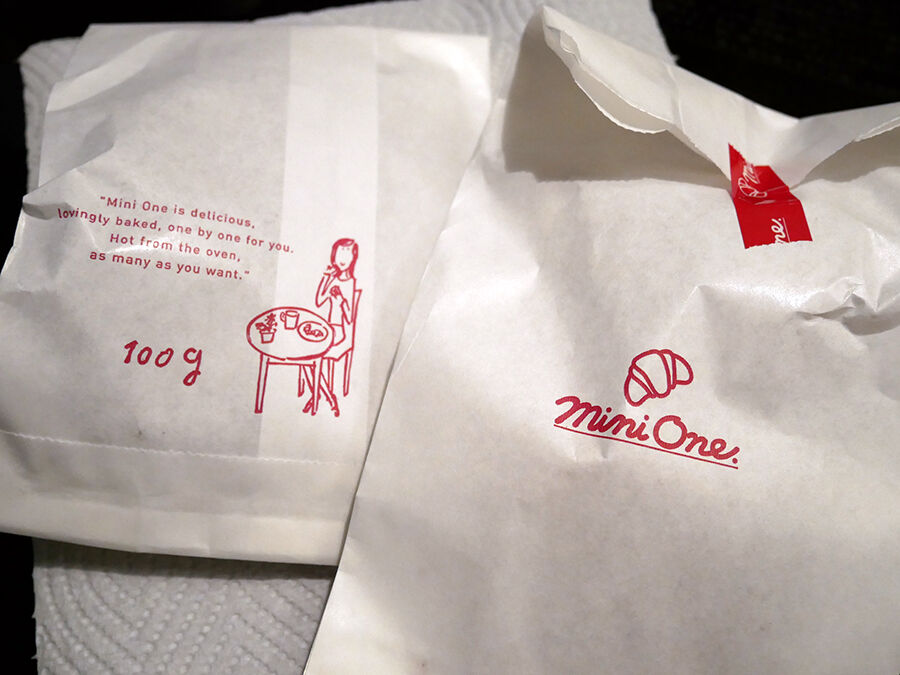 "Mini One is delicious,
lovingly baked, one by one for you.
Hot from the oven,
as many as you want."
100g
mini One.
ne.